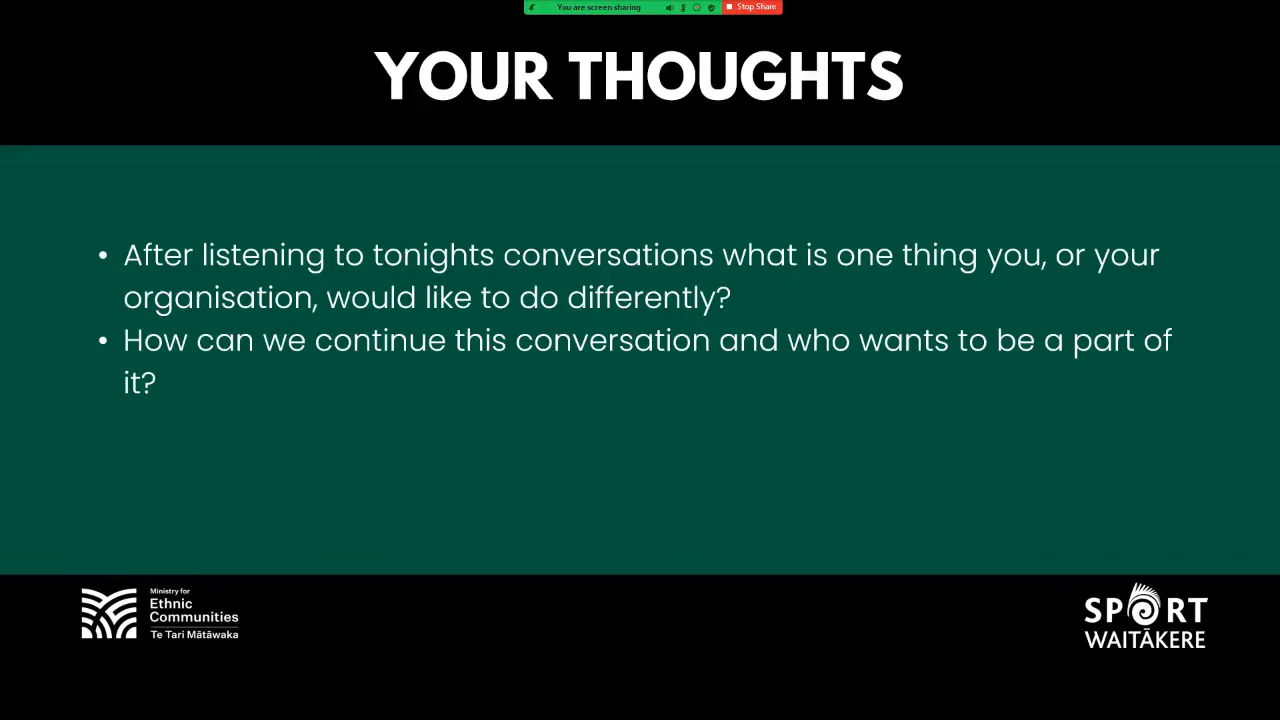 You are screen sharing
Stop Share
YOUR THOUGHTS
• After listening to tonights conversations what is one thing you, or your
organisation, would like to do differently?
• How can we continue this conversation and who wants to be a part of
it?
Ministry for
Ethnic
Communities
Te Tari Mātāwaka
SPORT
WAITĀKERE